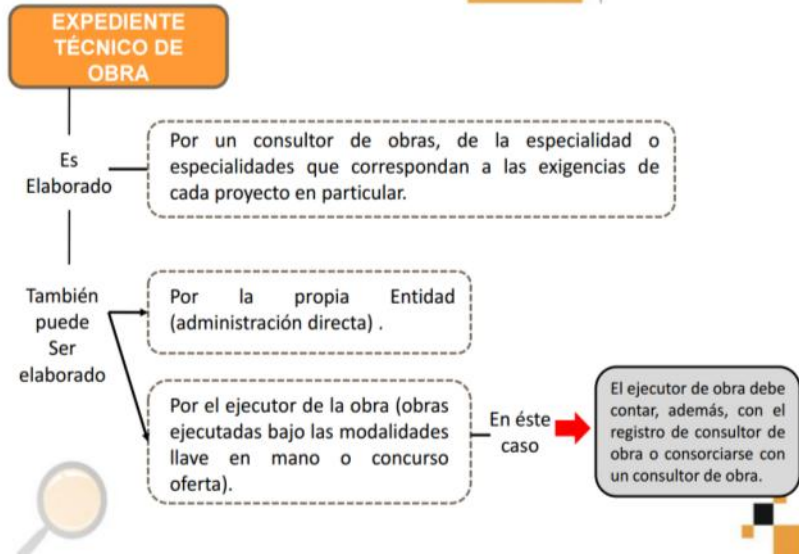 EXPEDIENTE
TÉCNICO DE
OBRA
Es
Elaborado
Por un consultor de obras, de la especialidad o
especialidades que correspondan a las exigencias de
cada proyecto en particular.
También
puede
Ser
elaborado
Por la propia Entidad
(administración directa) .
Por el ejecutor de la obra (obras
ejecutadas bajo las modalidades
llave en mano o concurso
oferta).
En éste
caso
El ejecutor de obra debe
contar, además, con el
registro de consultor de
obra o consorciarse con
un consultor de obra.